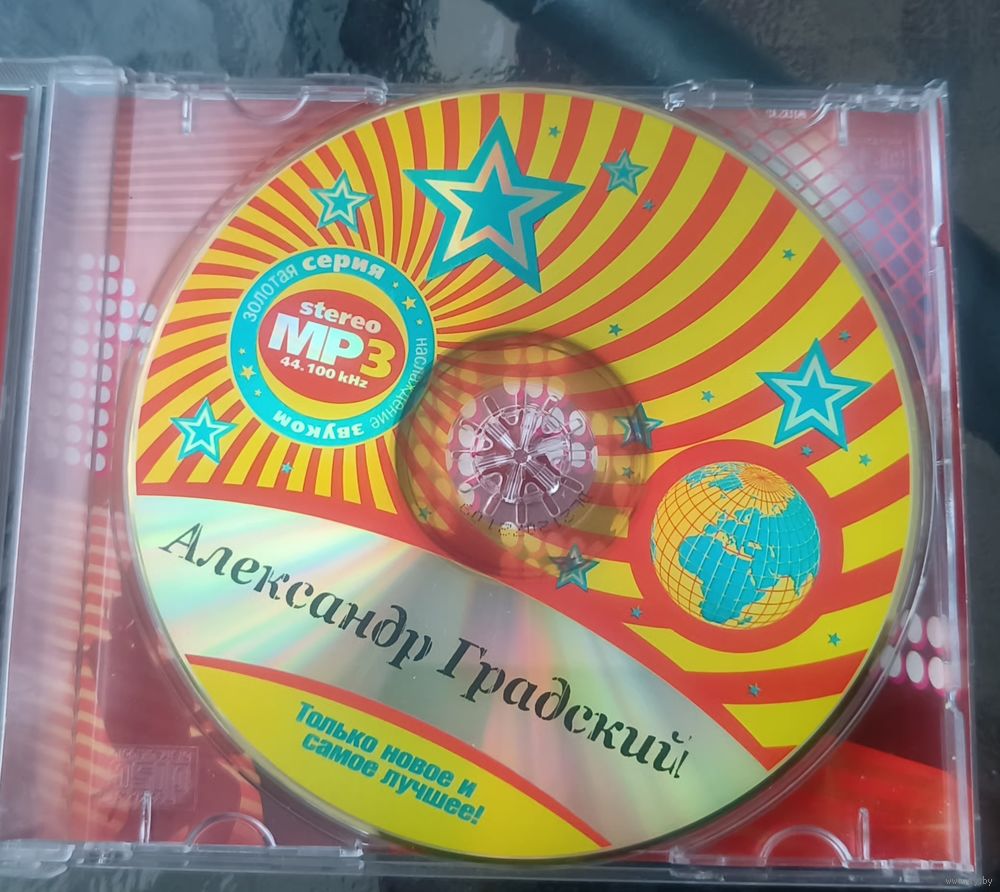 золотая серия
stereo
MP3
44.100 kHz
наслаждение звуком
Александр Градский
Только новое и
самое лучшее!